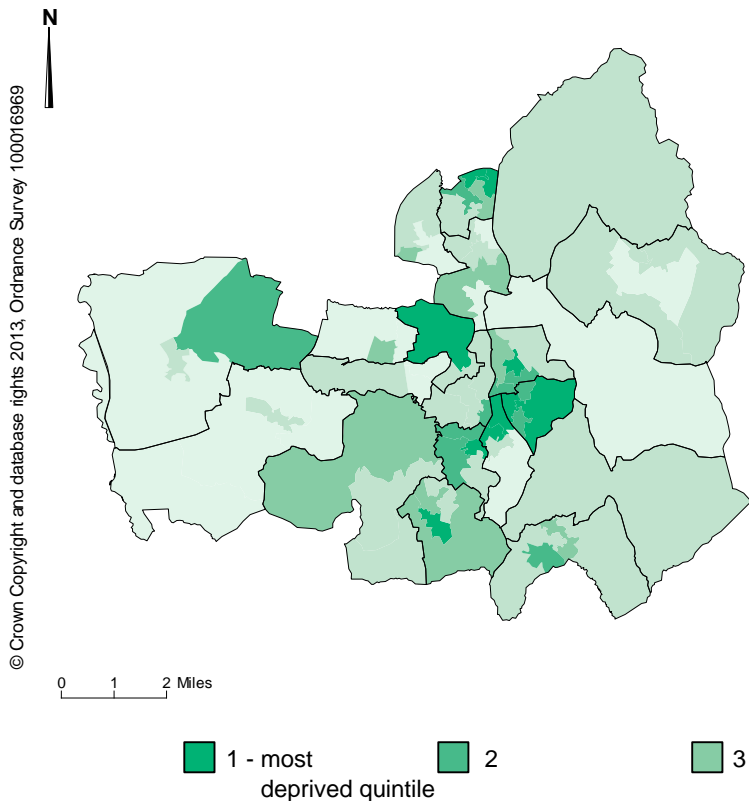 N
© Crown Copyright and database rights 2013, Ordnance Survey 100016969
0 1 2 Miles
1 - most 2 3
deprived quintile